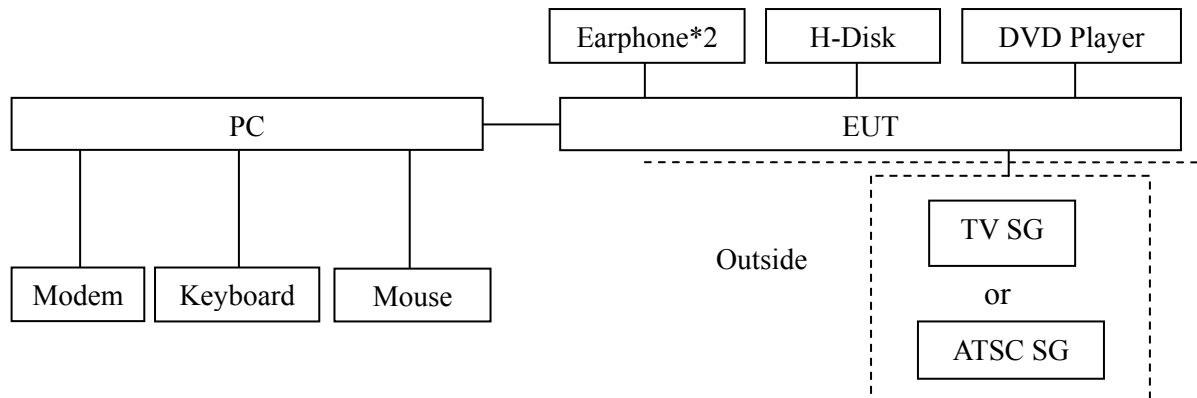 Earphone*2
H-Disk
DVD Player
PC
EUT
TV SG
Outside
or
Modem
Keyboard
Mouse
ATSC SG